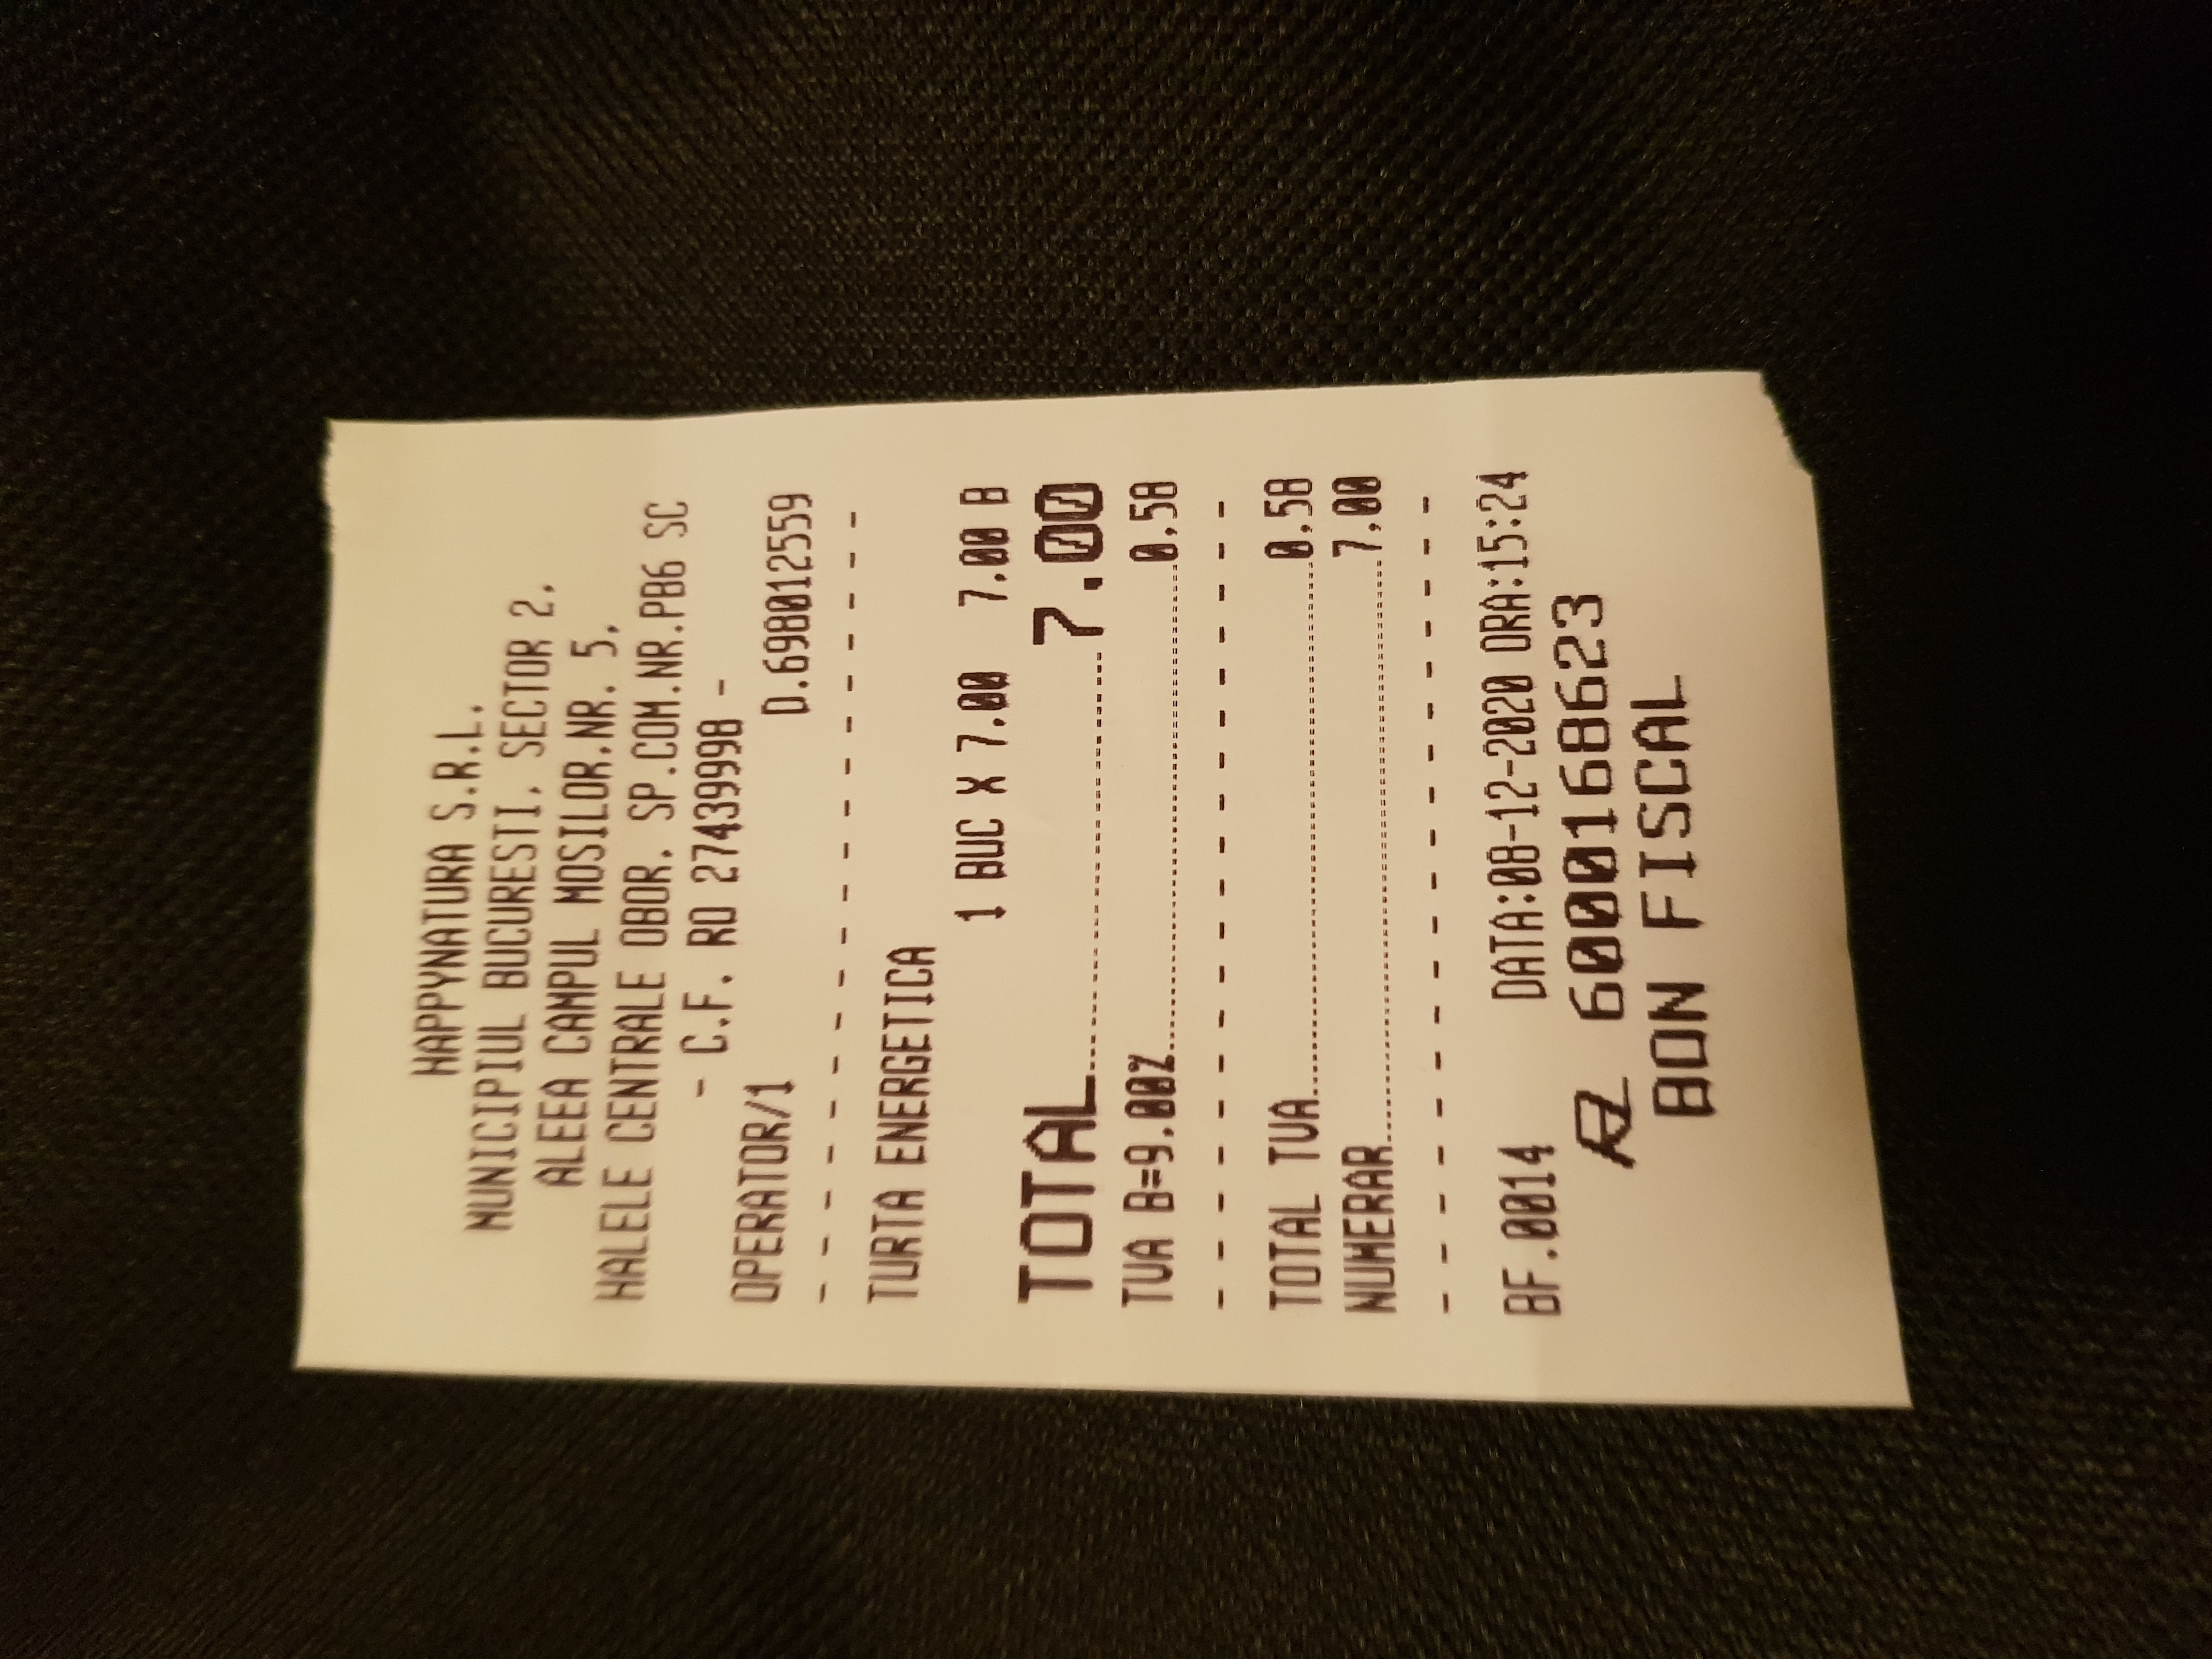 HAPPYNATURA S.R.L.
MUNICIPIUL BUCURESTI, SECTOR 2,
ALEEA CAMPUL MOSILOR,NR. 5,
HALELE CENTRALE OBOR, SP.COM.NR.PB6 SC
- C.F. RO 27439998 -
OPERATOR/1 D.698012559
TURTA ENERGETICA
1 BUC X 7.00 7.00 B
TOTAL 7.00
TVA B=9.00% 0,58
TOTAL TVA 0,58
NUMERAR 7,00
BF.0014 DATA:08-12-2020 ORA:15:24
6000168623
BON FISCAL